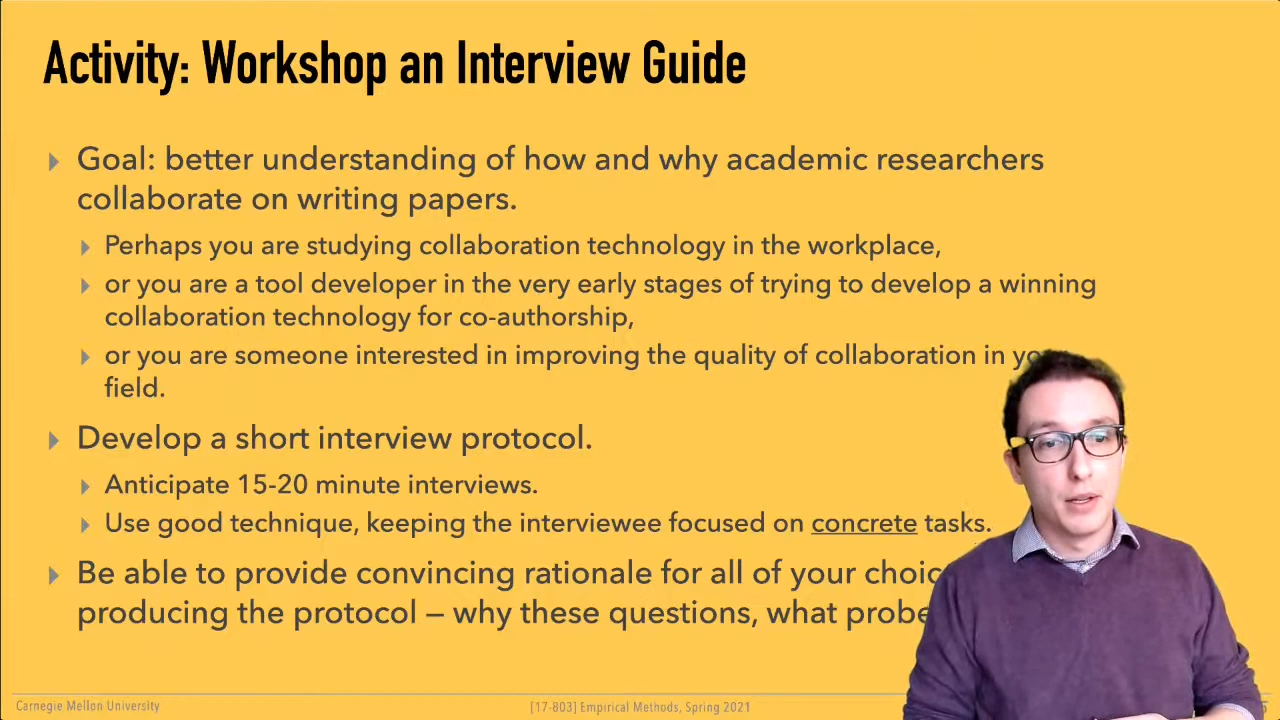 Activity: Workshop an Interview Guide
Goal: better understanding of how and why academic researchers
collaborate on writing papers.
Perhaps you are studying collaboration technology in the workplace,
or you are a tool developer in the very early stages of trying to develop a winning
collaboration technology for co-authorship,
or you are someone interested in improving the quality of collaboration in
field.
Develop a short interview protocol.
Anticipate 15-20 minute interviews.
Use good technique, keeping the interviewee focused on concrete tasks.
Be able to provide convincing rationale for all of your
producing the protocol — why these questions, what
Carnegie Mellon University
[17-803] Empirical Methods, Spring 2021